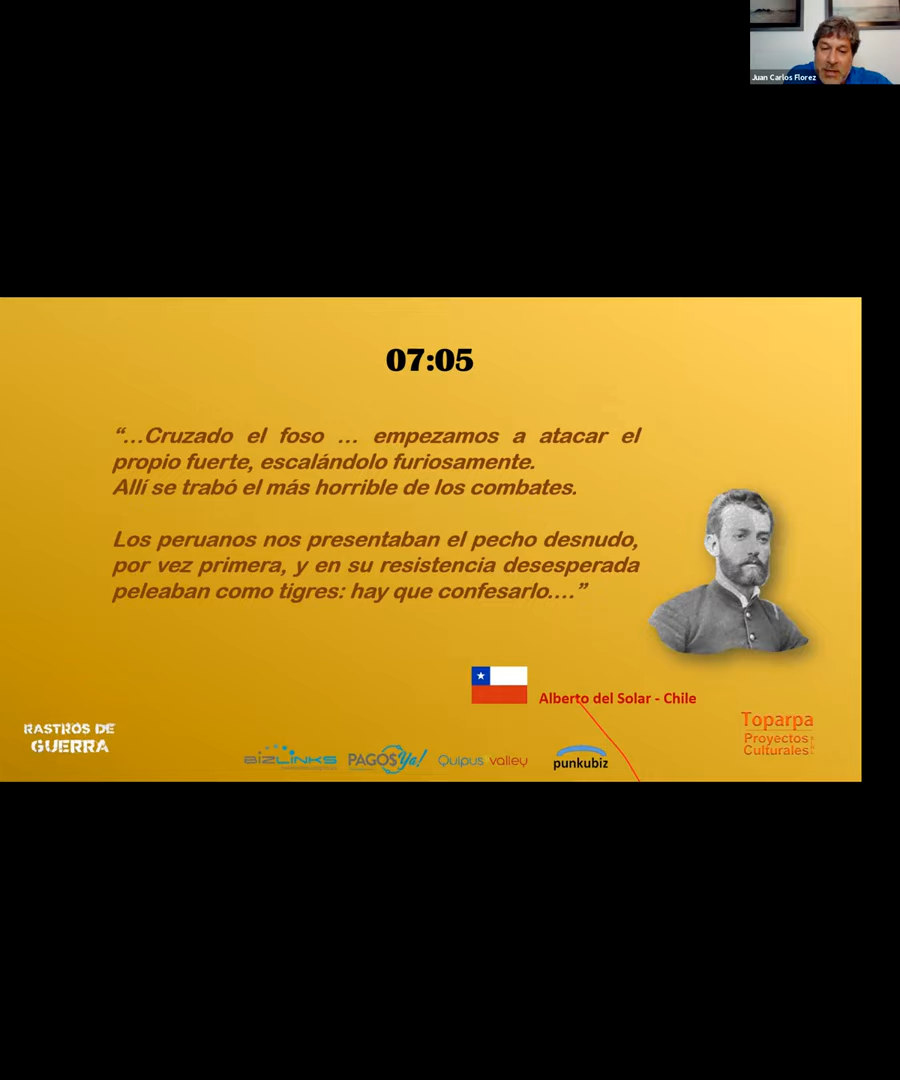 Juan Carlos Florez
07:05
“...Cruzado el foso ... empezamos a atacar el
propio fuerte, escalándolo furiosamente.
Allí se trabó el más horrible de los combates.
Los peruanos nos presentaban el pecho desnudo,
por vez primera, y en su resistencia desesperada
peleaban como tigres: hay que confesarlo....”
Alberto del Solar - Chile
RASTROS DE
GUERRA
BIZLINKS
PAGOSYa!
Quipus valley
punkubiz
Toparpa
Proyectos
Culturales